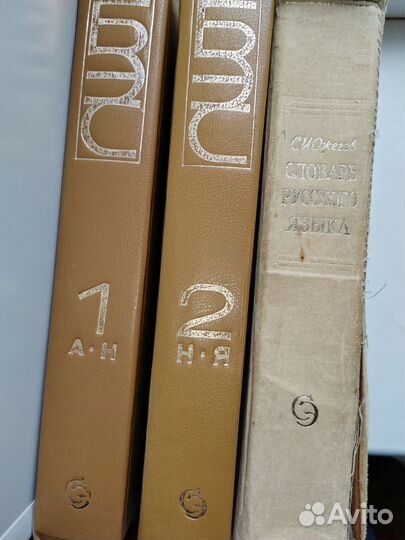 1
А·Н
2
Н·Я
С И Ожегов
СЛОВАРЬ
РУССКОГО
ЯЗЫКА
Avito